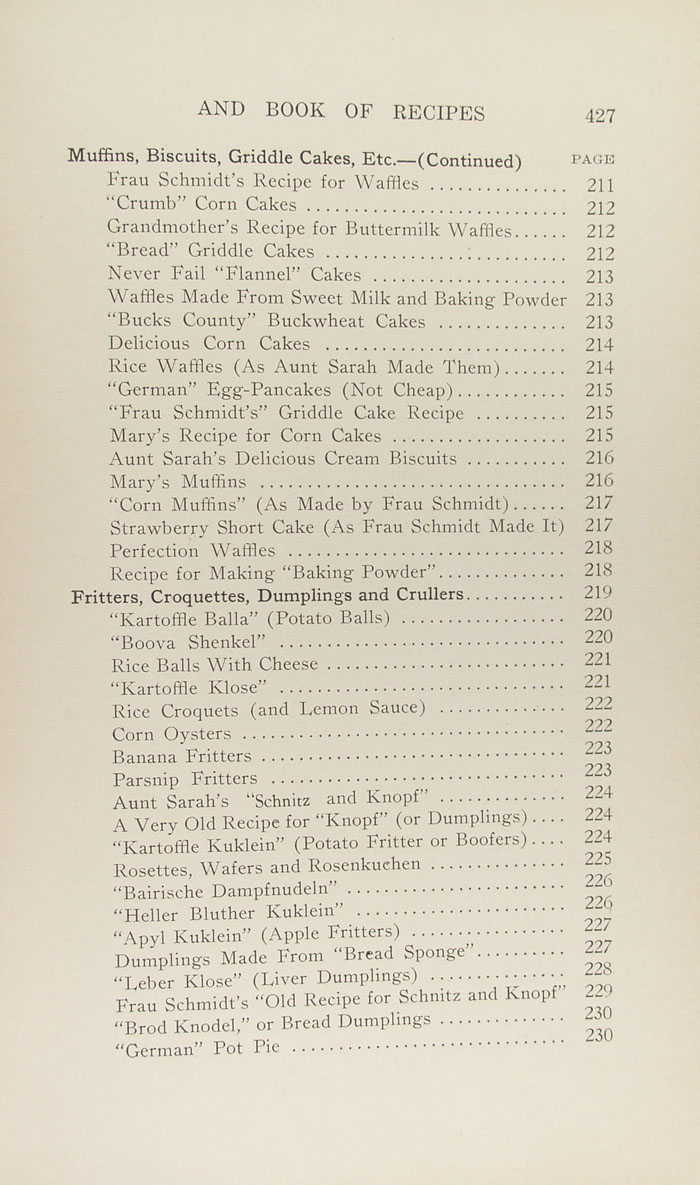 AND BOOK OF RECIPES 427
Muffins, Biscuits, Griddle Cakes, Etc.—(Continued) PAGE
Frau Schmidt's Recipe for Waffles ............... 211
"Crumb" Corn Cakes ........................... 212
Grandmother's Recipe for Buttermilk Waffles...... 212
"Bread" Griddle Cakes ......................... 212
Never Fail "Flannel" Cakes .................... 213
Waffles Made From Sweet Milk and Baking Powder 213
"Bucks County" Buckwheat Cakes .............. 213
Delicious Corn Cakes ......................... 214
Rice Waffles (As Aunt Sarah Made Them)....... 214
"German" Egg-Pancakes (Not Cheap)............ 215
"Frau Schmidt's" Griddle Cake Recipe .......... 215
Mary's Recipe for Corn Cakes .................. 215
Aunt Sarah's Delicious Cream Biscuits ........... 216
Mary's Muffins ................................ 216
"Corn Muffins" (As Made by Frau Schmidt)...... 217
Strawberry Short Cake (As Frau Schmidt Made It) 217
Perfection Waffles ............................. 218
Recipe for Making "Baking Powder"............. 218
Fritters, Croquettes, Dumplings and Crullers........... 219
"Kartoffle Balla" (Potato Balls) ................. 220
"Boova Shenkel" .............................. 220
Rice Balls With Cheese ......................... 221
"Kartoffle Klose" .............................. 221
Rice Croquets (and Lemon Sauce) .............. 222
Corn Oysters .................................. 222
Banana Fritters ................................ 223
Parsnip Fritters ............................... 223
Aunt Sarah's "Schnitz and Knopf" .............. 224
A Very Old Recipe for "Knopf" (or Dumplings).... 224
"Kartoffle Kuklein" (Potato Fritter or Boofers).... 224
Rosettes, Wafers and Rosenkuchen ............... 225
"Bairische Dampfnudeln" ....................... 226
"Heller Bluther Kuklein" ...................... 226
"Apyl Kuklein" (Apple Fritters) ................ 227
Dumplings Made From "Bread Sponge".......... 227
"Leber Klose" (Liver Dumplings) ............... 228
Frau Schmidt's "Old Recipe for Schnitz and Knopf" 229
"Brod Knodel," or Bread Dumplings .............. 230
"German" Pot Pie ............................. 230